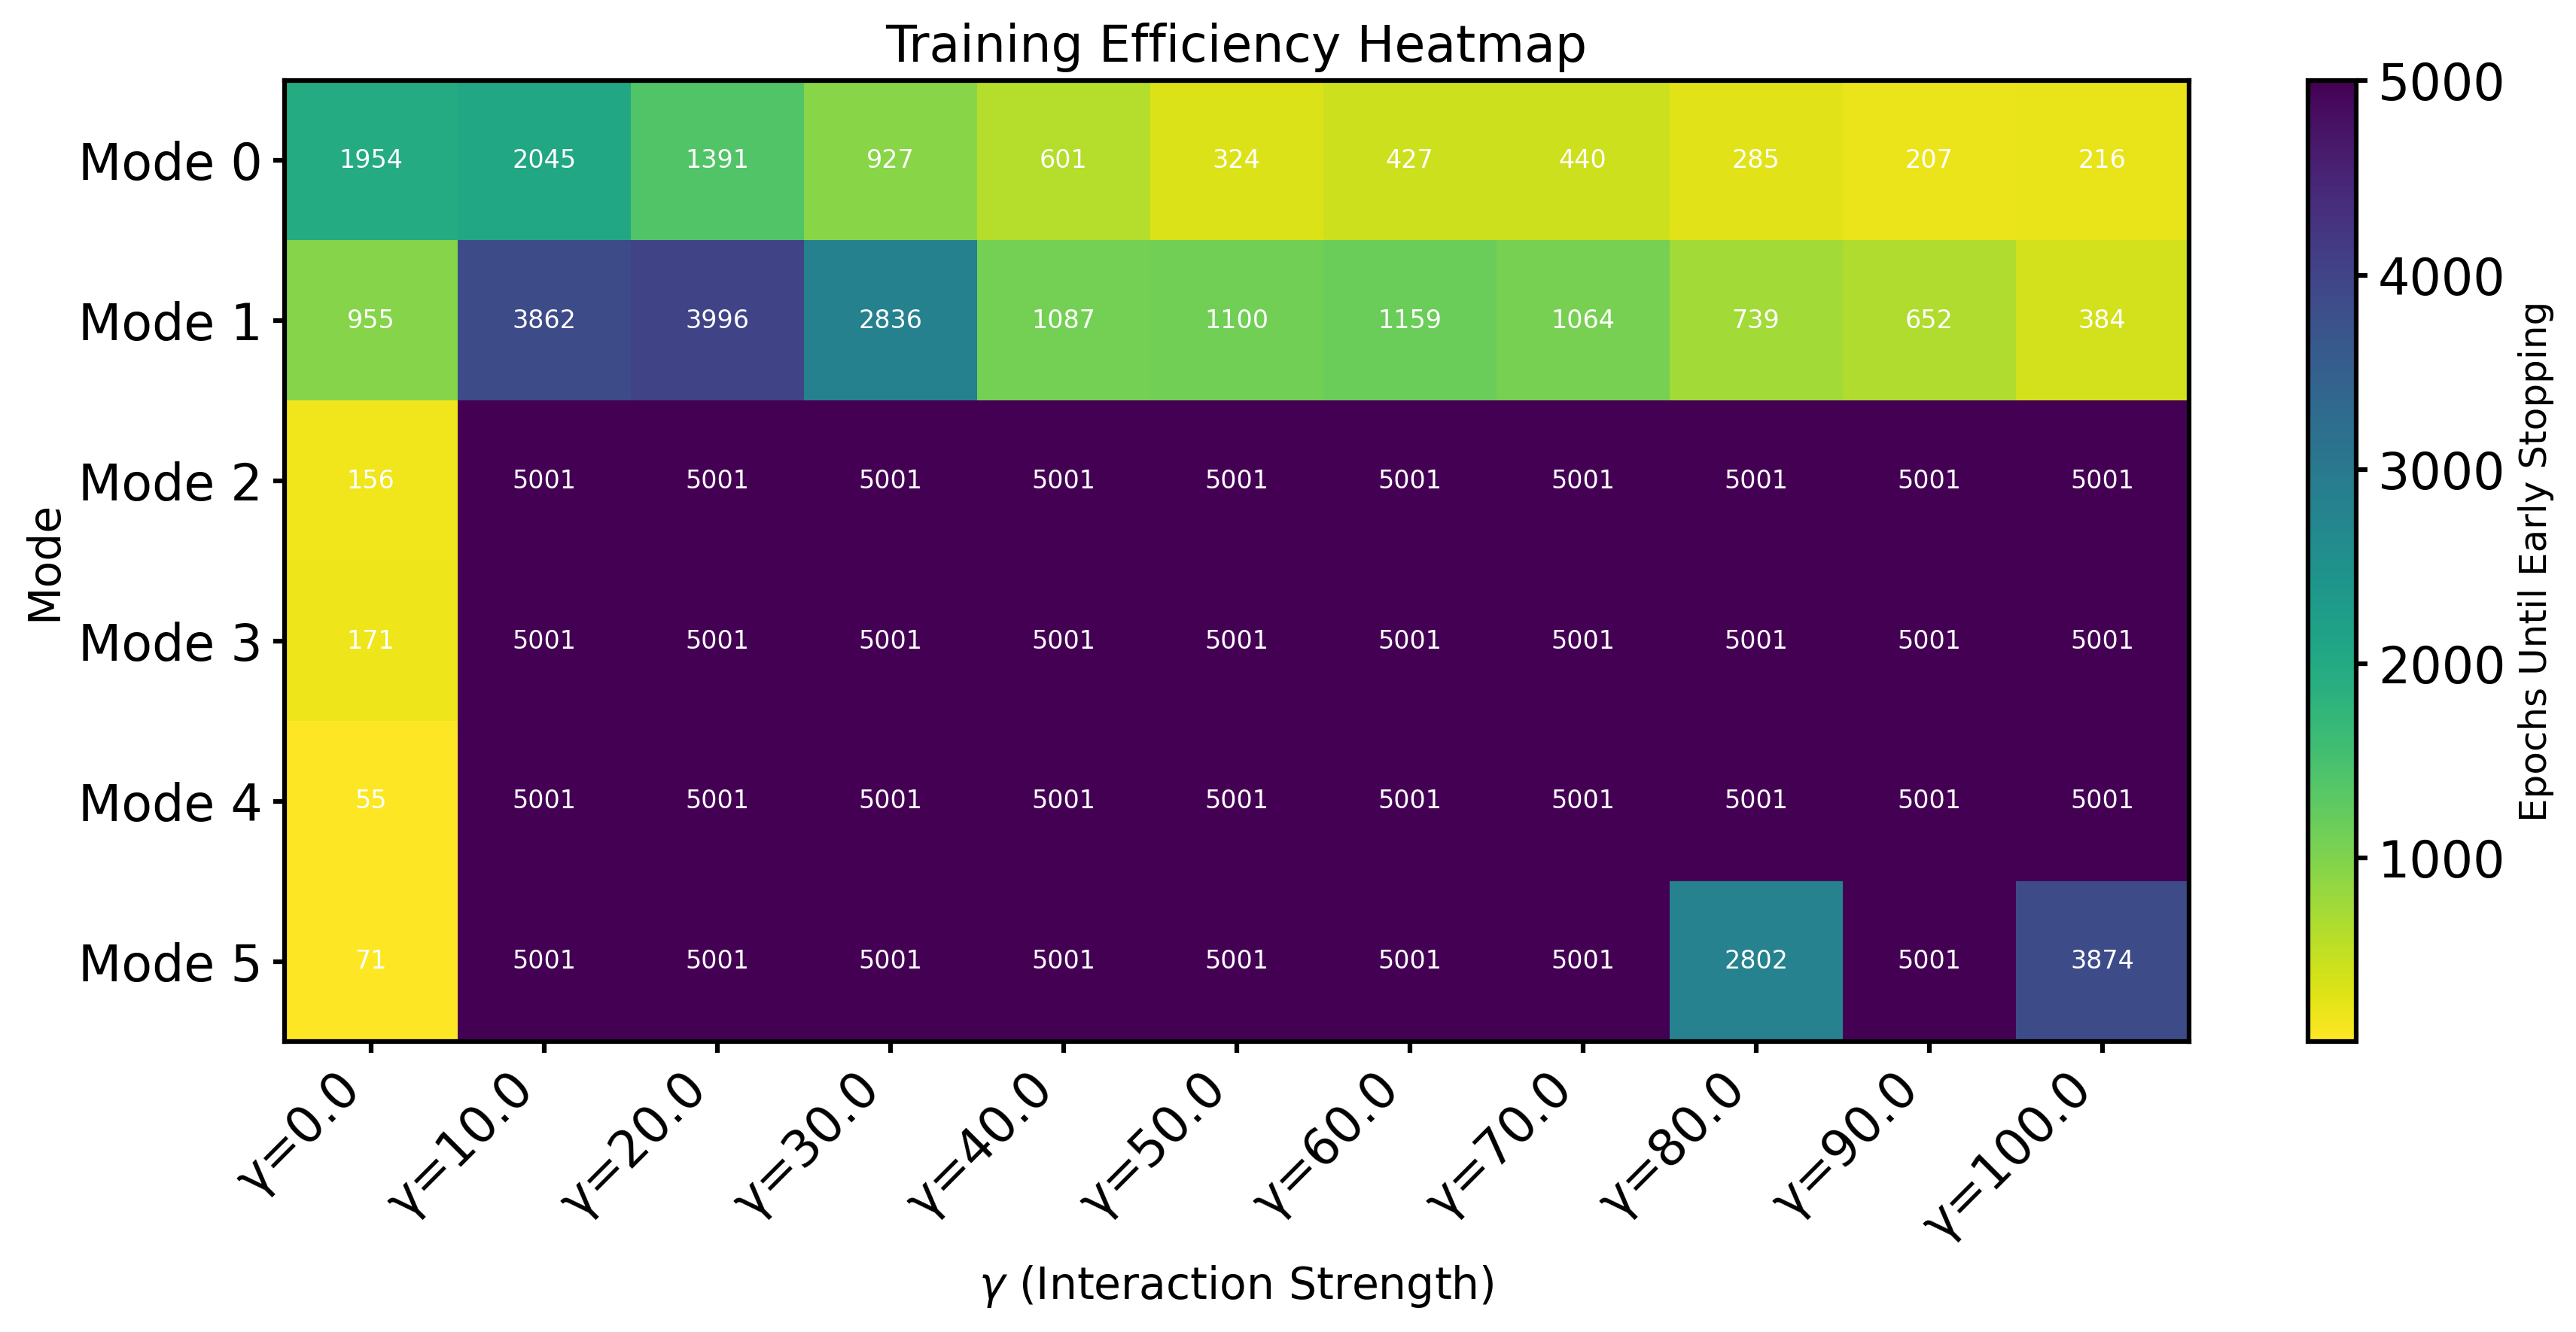 Training Efficiency Heatmap
Mode 0 1954 2045 1391 927 601 324 427 440 285 207 216
Mode 1 955 3862 3996 2836 1087 1100 1159 1064 739 652 384
Mode 2 156 5001 5001 5001 5001 5001 5001 5001 5001 5001 5001
Mode 3 171 5001 5001 5001 5001 5001 5001 5001 5001 5001 5001
Mode 4 55 5001 5001 5001 5001 5001 5001 5001 5001 5001 5001
Mode 5 71 5001 5001 5001 5001 5001 5001 5001 2802 5001 3874
Mode
γ=0.0 γ=10.0 γ=20.0 γ=30.0 γ=40.0 γ=50.0 γ=60.0 γ=70.0 γ=80.0 γ=90.0 γ=100.0
γ (Interaction Strength)
5000
4000
3000
2000
1000
Epochs Until Early Stopping